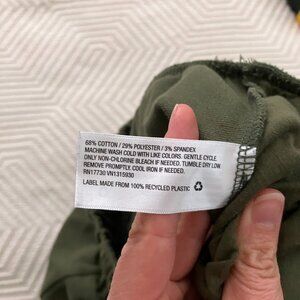 68% COTTON / 29% POLYESTER / 3% SPANDEX
MACHINE WASH COLD WITH LIKE COLORS. GENTLE CYCLE.
ONLY NON-CHLORINE BLEACH IF NEEDED. TUMBLE DRY LOW.
REMOVE PROMPTLY. COOL IRON IF NEEDED.
RN17730 VN1315930
LABEL MADE FROM 100% RECYCLED PLASTIC